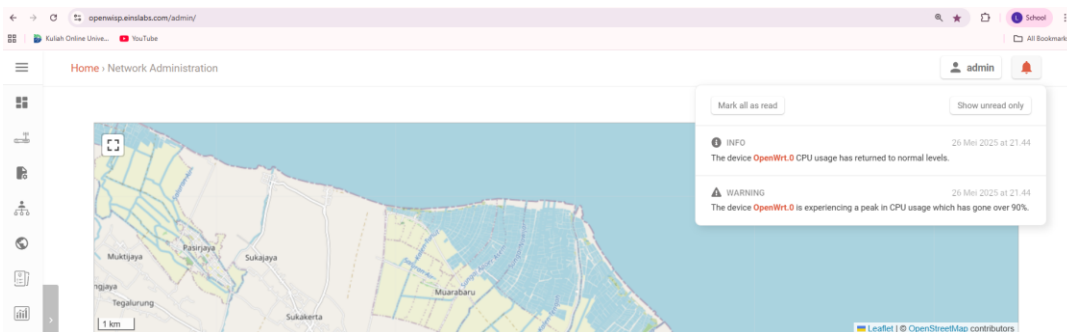 openwisp.einslabs.com/admin/
School
Kuliah Online Unive...
YouTube
All Bookmark
Home › Network Administration
admin
Mark all as read
Show unread only
INFO
26 Mei 2025 at 21.44
The device OpenWrt.0 CPU usage has returned to normal levels.
WARNING
26 Mei 2025 at 21.44
The device OpenWrt.0 is experiencing a peak in CPU usage which has gone over 90%.
Muktijaya
Pasirjaya
Sukajaya
ngjaya
Tegalurung
Sukakerta
Muarabaru
1 km
Leaflet | © OpenStreetMap contributors